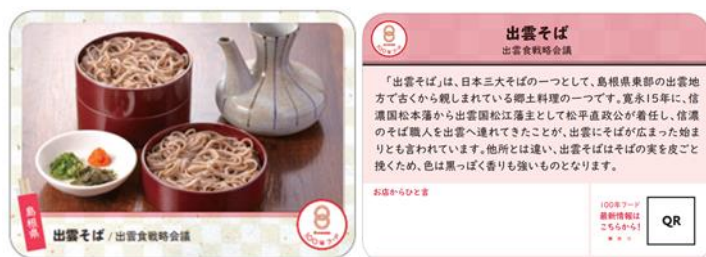 島根県
出雲そば / 出雲食戦略会議
100年フード
出雲そば
出雲食戦略会議
「出雲そば」は、日本三大そばの一つとして、島根県東部の出雲地
方で古くから親しまれている郷土料理の一つです。寛永15年に、信
濃国松本藩から出雲国松江藩主として松平直政公が着任し、信濃
のそば職人を出雲へ連れてきたことが、出雲にそばが広まった始ま
りとも言われています。他所とは違い、出雲そばはそばの実を皮ごと
挽くため、色は黒っぽく香りも強いものとなります。
お店からひと言
100年フード
最新情報は
こちらから!
QR